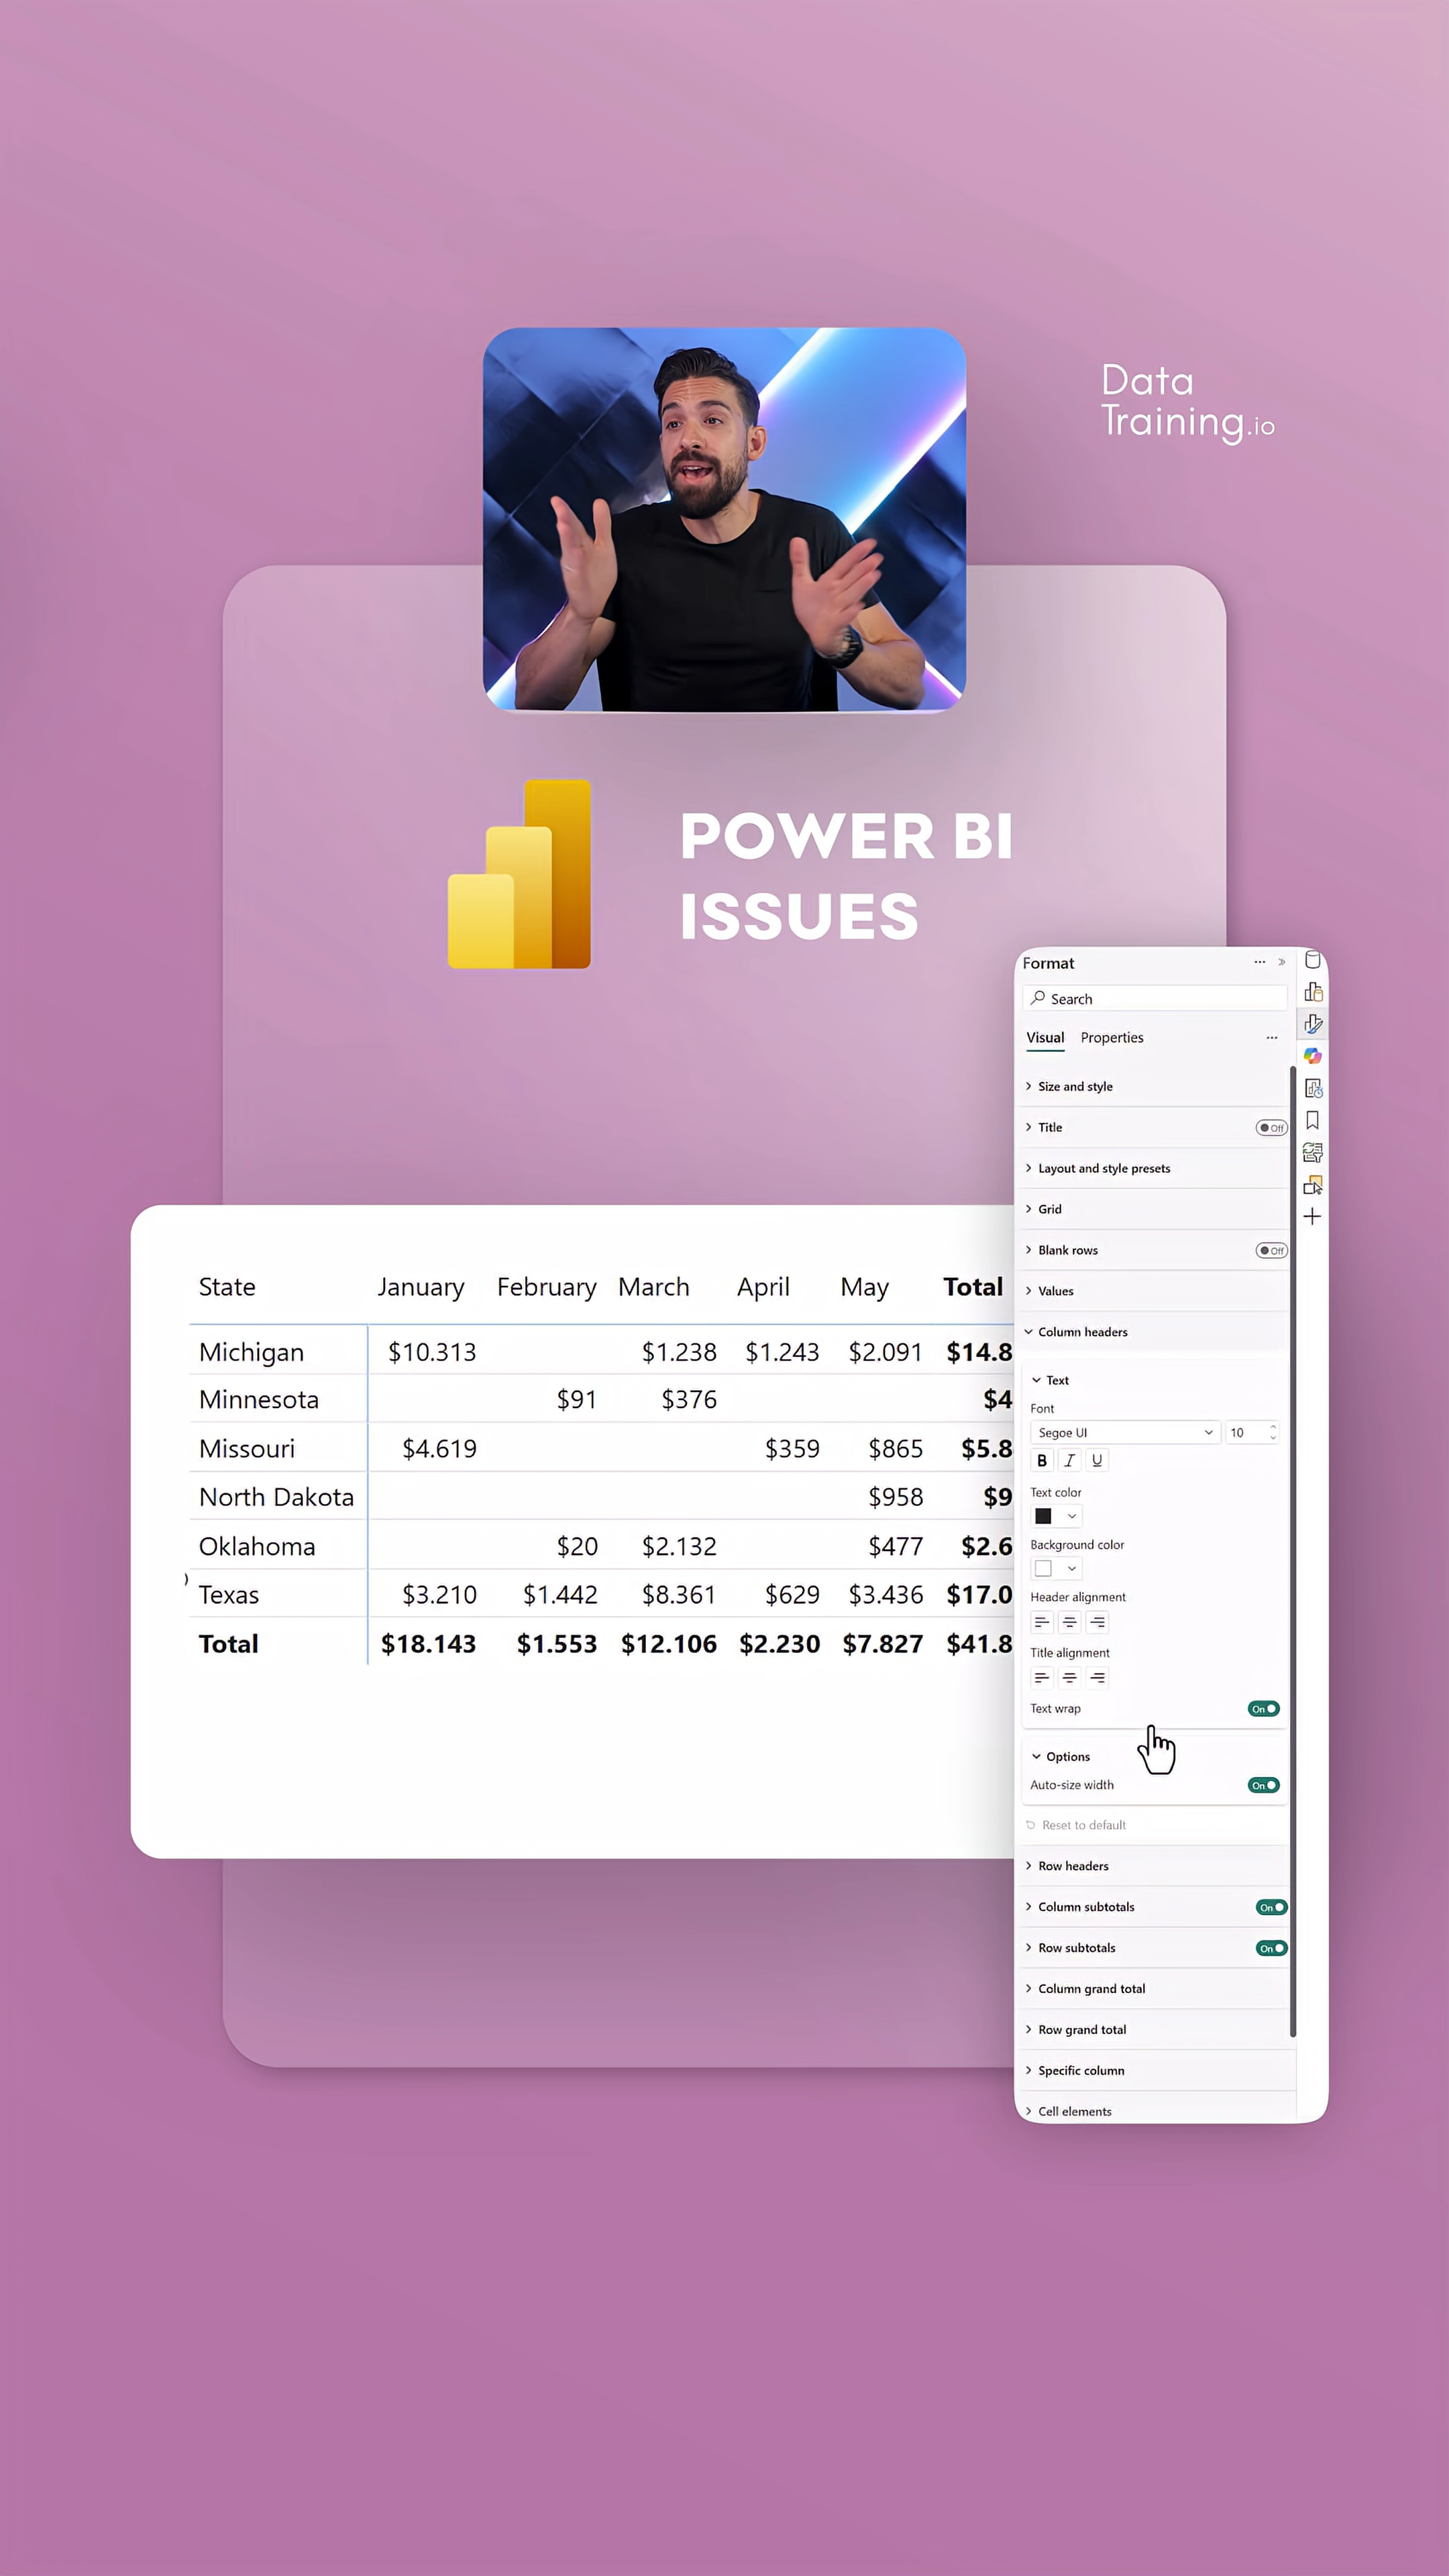 Data
Training.io
POWER BI
ISSUES
Format
Search
Visual Properties
Size and style
Title Off
Layout and style presets
Grid
Blank rows Off
Values
Column headers
Text
Font
Segoe UI 10
B I U
Text color
Background color
Header alignment
Title alignment
Text wrap On
Options
Auto-size width On
Reset to default
Row headers
Column subtotals On
Row subtotals On
Column grand total
Row grand total
Specific column
Cell elements
State January February March April May Total
Michigan $10.313 $1.238 $1.243 $2.091 $14.8
Minnesota $91 $376 $4
Missouri $4.619 $359 $865 $5.8
North Dakota $958 $9
Oklahoma $20 $2.132 $477 $2.6
Texas $3.210 $1.442 $8.361 $629 $3.436 $17.0
Total $18.143 $1.553 $12.106 $2.230 $7.827 $41.8